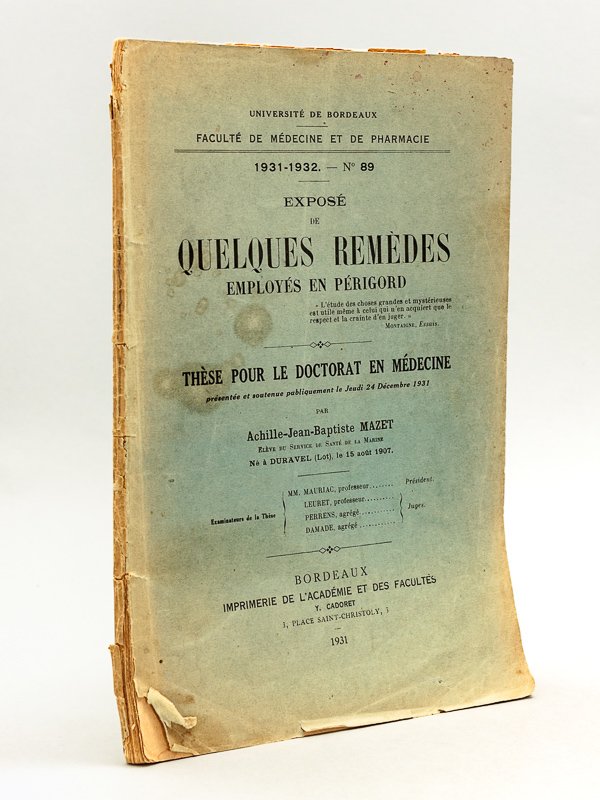 UNIVERSITÉ DE BORDEAUX
FACULTÉ DE MÉDECINE ET DE PHARMACIE
1931-1932. — N° 89
EXPOSÉ
DE
QUELQUES REMÈDES
EMPLOYÉS EN PÉRIGORD
« L'étude des choses grandes et mystérieuses
est utile même à celui qui n'en acquiert que le
respect et la crainte d'en juger. »
MONTAIGNE, ESSAIS.
THÈSE POUR LE DOCTORAT EN MÉDECINE
présentée et soutenue publiquement le Jeudi 24 Décembre 1931
PAR
Achille-Jean-Baptiste MAZET
ELÈVE DU SERVICE DE SANTÉ DE LA MARINE
Né à DURAVEL (Lot), le 15 août 1907.
MM. MAURIAC, professeur........ Président.
LEURET, professeur..........
Examinateurs de la Thèse PERRENS, agrégé............ Juges.
DAMADE, agrégé............
BORDEAUX
IMPRIMERIE DE L'ACADÉMIE ET DES FACULTÉS
Y. CADORET
3, PLACE SAINT-CHRISTOLY, 3
1931